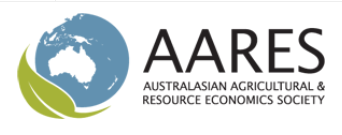 AARES
AUSTRALASIAN AGRICULTURAL &
RESOURCE ECONOMICS SOCIETY